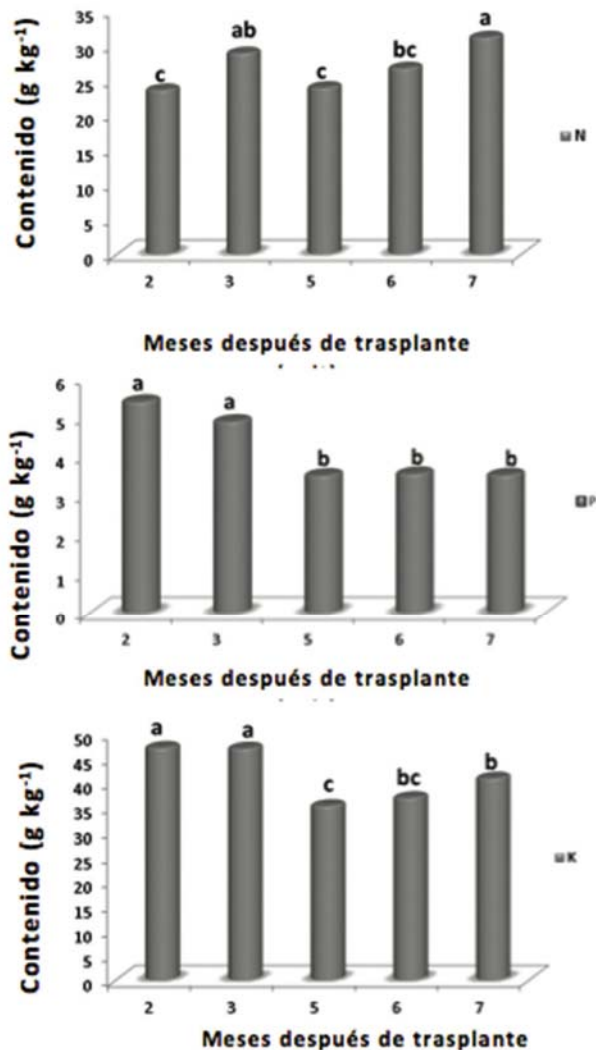 35
30
25
20
15
10
5
0
Contenido (g kg-1)
c ab c bc a
N
2 3 5 6 7
Meses después de trasplante
6
5
4
3
2
1
0
Contenido (g kg-1)
a a b b b
P
2 3 5 6 7
Meses después de trasplante
50
45
40
35
30
25
20
15
10
5
0
Contenido (g kg-1)
a a c bc b
K
2 3 5 6 7
Meses después de trasplante